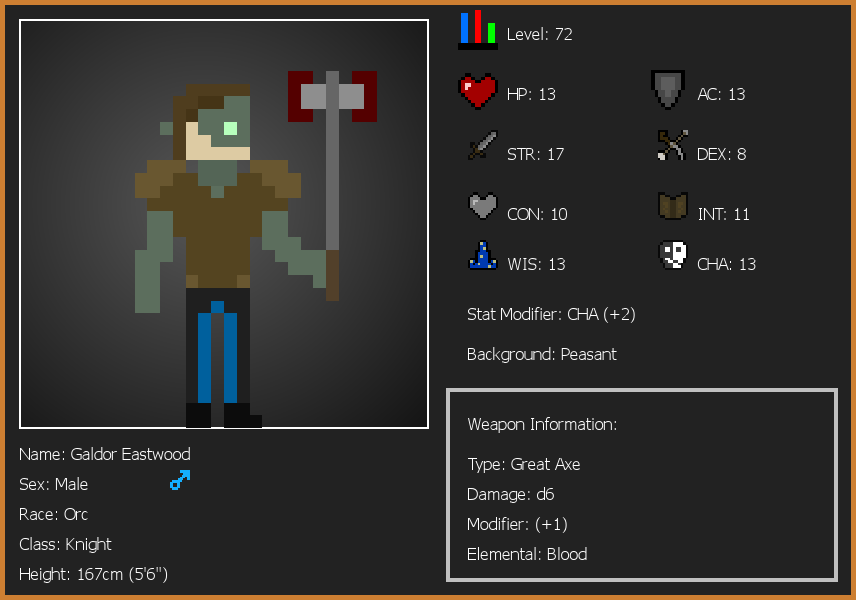 Level: 72
HP: 13
AC: 13
STR: 17
DEX: 8
CON: 10
INT: 11
WIS: 13
CHA: 13
Stat Modifier: CHA (+2)
Background: Peasant
Weapon Information:
Type: Great Axe
Damage: d6
Modifier: (+1)
Elemental: Blood
Name: Galdor Eastwood
Sex: Male
Race: Orc
Class: Knight
Height: 167cm (5'6")